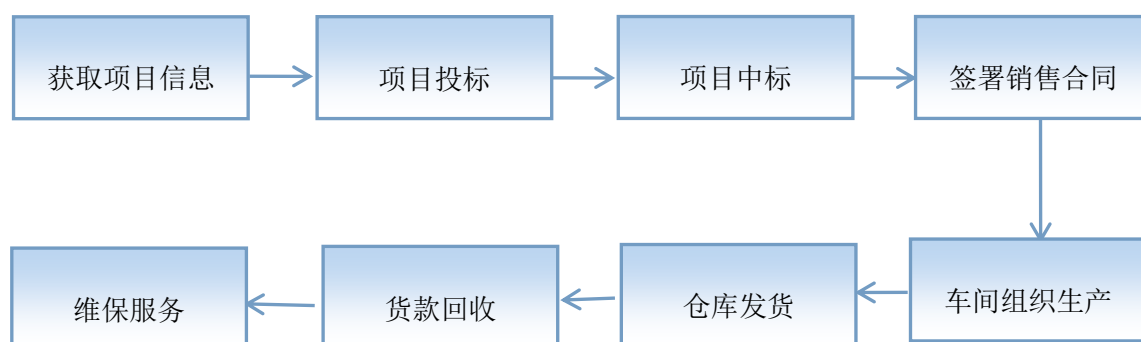 获取项目信息
项目投标
项目中标
签署销售合同
车间组织生产
仓库发货
货款回收
维保服务